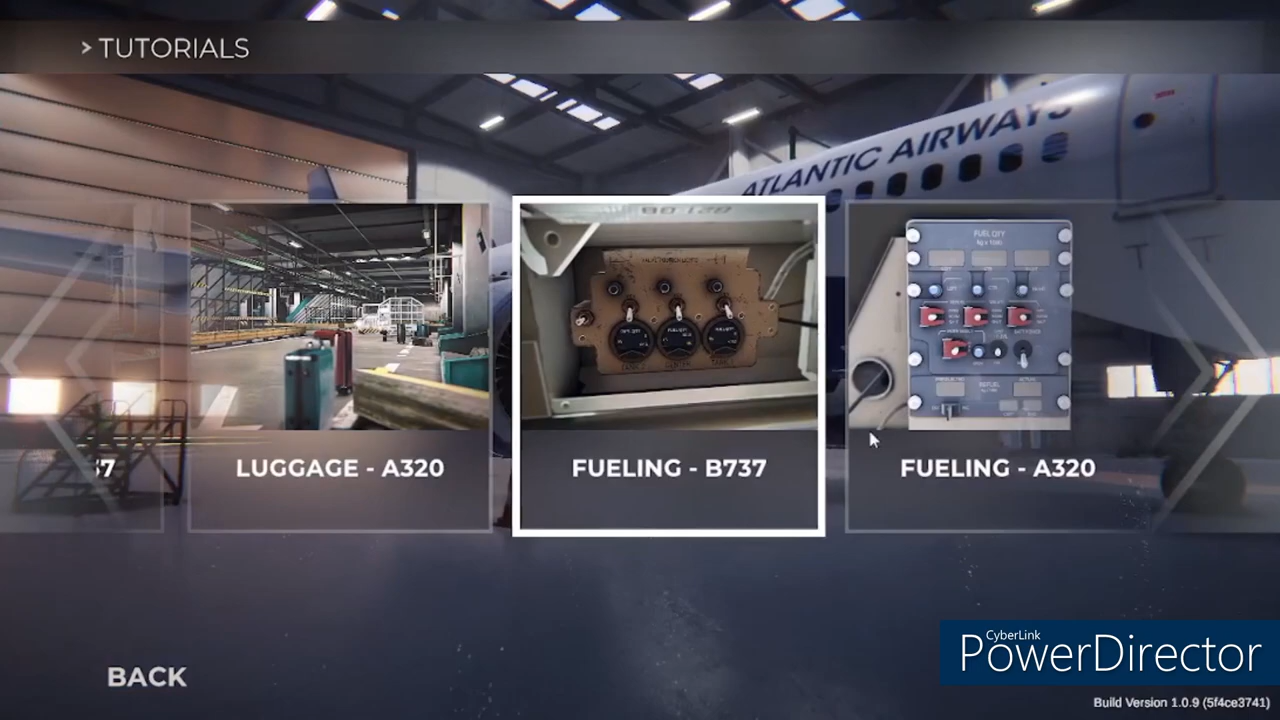 > TUTORIALS
ATLANTIC AIRWAYS
FUEL QTY
37
LUGGAGE - A320
FUELING - B737
FUELING - A320
BACK
CyberLink
PowerDirector
Build Version 1.0.9 (5f4ce3741)